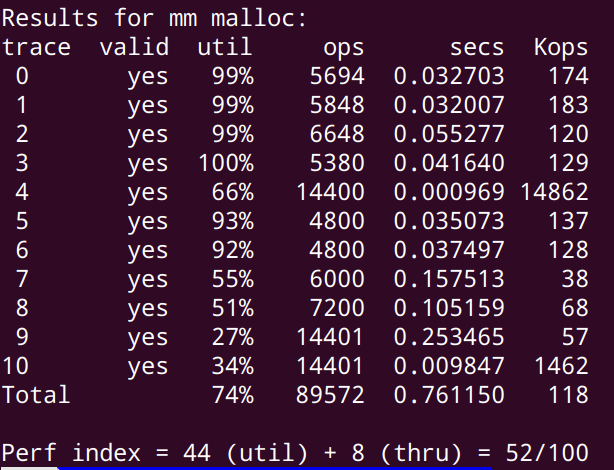 Results for mm malloc:
trace  valid  util     ops      secs  Kops
 0       yes   99%    5694  0.032703   174
 1       yes   99%    5848  0.032007   183
 2       yes   99%    6648  0.055277   120
 3       yes  100%    5380  0.041640   129
 4       yes   66%   14400  0.000969 14862
 5       yes   93%    4800  0.035073   137
 6       yes   92%    4800  0.037497   128
 7       yes   55%    6000  0.157513    38
 8       yes   51%    7200  0.105159    68
 9       yes   27%   14401  0.253465    57
10       yes   34%   14401  0.009847  1462
Total          74%   89572  0.761150   118
Perf index = 44 (util) + 8 (thru) = 52/100